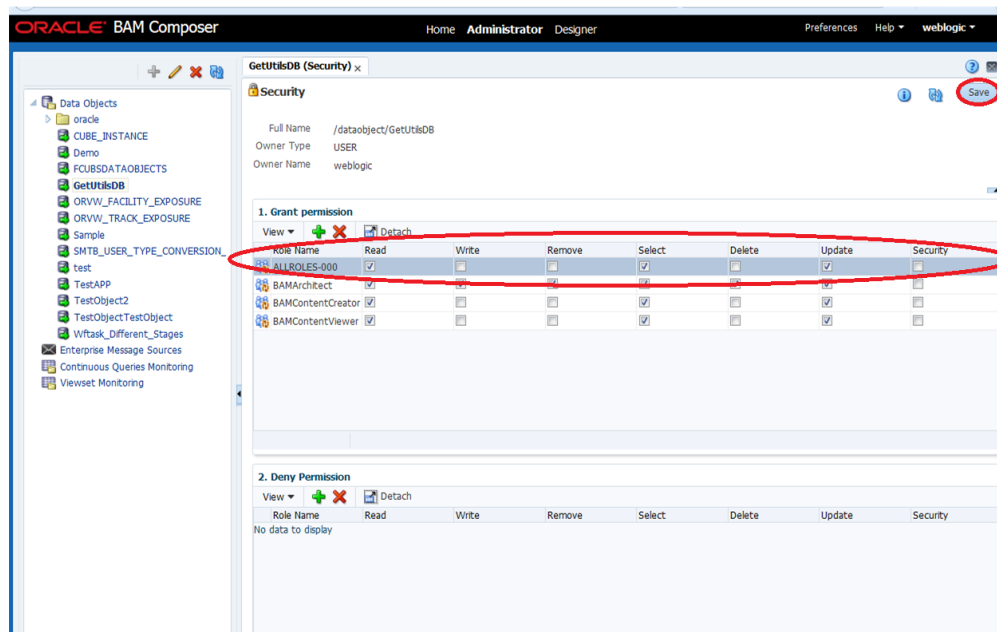 ORACLE BAM Composer
Home Administrator Designer
Preferences Help weblogic
GetUtilsDB (Security)
Security
Save
Data Objects
oracle
CUBE_INSTANCE
Demo
FCUBSDATAOBJECTS
GetUtilsDB
ORVW_FACILITY_EXPOSURE
ORVW_TRACK_EXPOSURE
Sample
SMTB_USER_TYPE_CONVERSION_
test
TestAPP
TestObject2
TestObjectTestObject
Wftask_Different_Stages
Enterprise Message Sources
Continuous Queries Monitoring
Viewset Monitoring
Full Name /dataobject/GetUtilsDB
Owner Type USER
Owner Name weblogic
1. Grant permission
View Detach
Role Name Read Write Remove Select Delete Update Security
ALLROLES-000
BAMArchitect
BAMContentCreator
BAMContentViewer
2. Deny Permission
View Detach
Role Name Read Write Remove Select Delete Update Security
No data to display